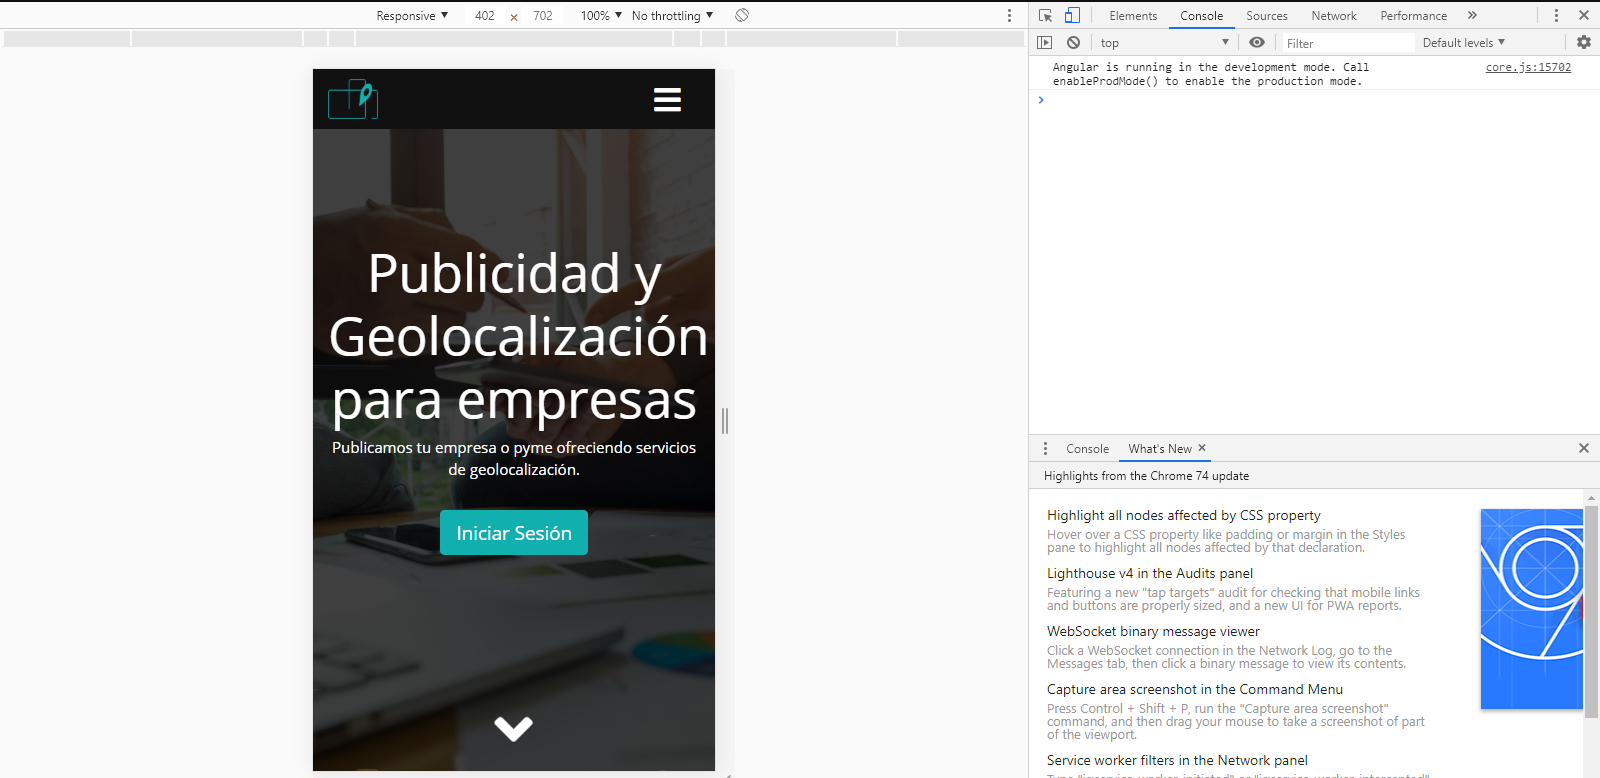 Responsive ▼ 402 × 702 100% ▼ No throttling ▼
Elements Console Sources Network Performance »
top ▼ Filter Default levels ▼
Angular is running in the development mode. Call core.js:15702
enableProdMode() to enable the production mode.
Publicidad y
Geolocalización
para empresas
Publicamos tu empresa o pyme ofreciendo servicios
de geolocalización.
Iniciar Sesión
Console What's New ×
Highlights from the Chrome 74 update
Highlight all nodes affected by CSS property
Hover over a CSS property like padding or margin in the Styles
pane to highlight all nodes affected by that declaration.
Lighthouse v4 in the Audits panel
Featuring a new "tap targets" audit for checking that mobile links
and buttons are properly sized, and a new UI for PWA reports.
WebSocket binary message viewer
Click a WebSocket connection in the Network Log, go to the
Messages tab, then click a binary message to view its contents.
Capture area screenshot in the Command Menu
Press Control + Shift + P, run the "Capture area screenshot"
command, and then drag your mouse to take a screenshot of part
of the viewport.
Service worker filters in the Network panel